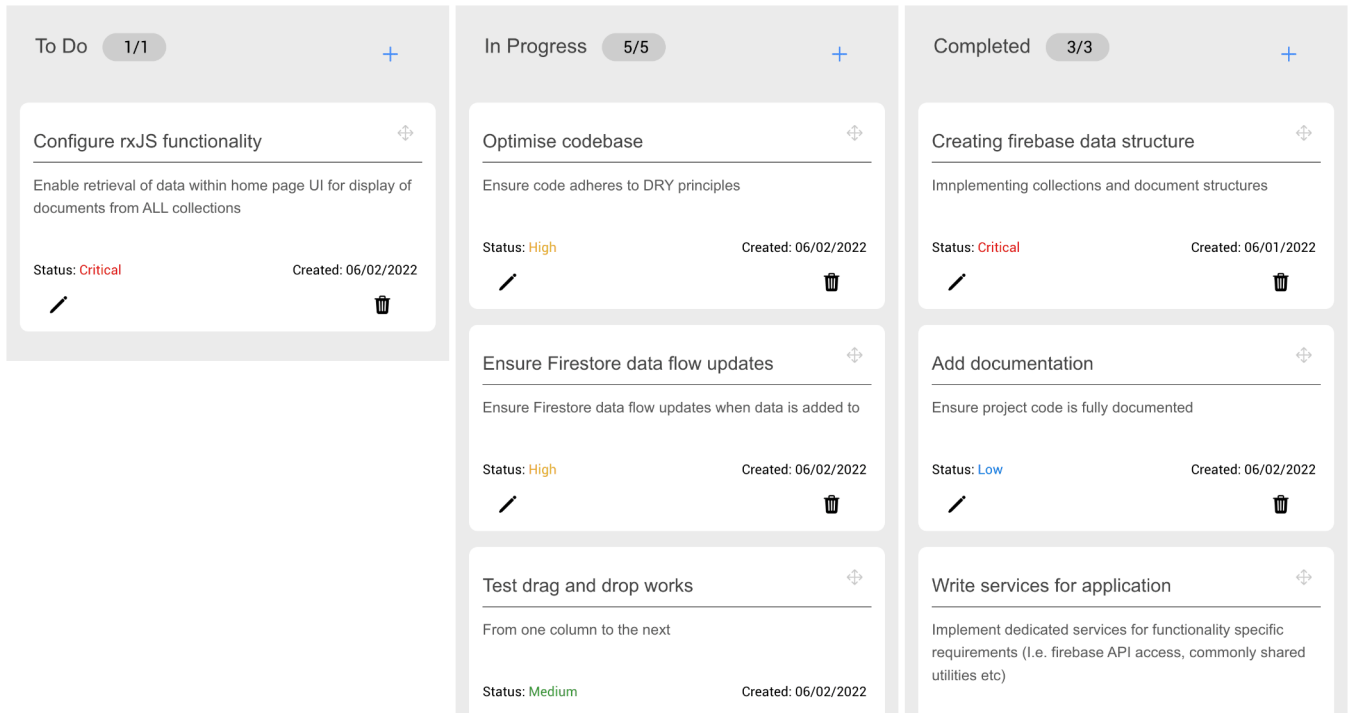 To Do 1/1 +
Configure rxJS functionality
Enable retrieval of data within home page UI for display of
documents from ALL collections
Status: Critical Created: 06/02/2022
In Progress 5/5 +
Optimise codebase
Ensure code adheres to DRY principles
Status: High Created: 06/02/2022
Ensure Firestore data flow updates
Ensure Firestore data flow updates when data is added to
Status: High Created: 06/02/2022
Test drag and drop works
From one column to the next
Status: Medium Created: 06/02/2022
Completed 3/3 +
Creating firebase data structure
Imnplementing collections and document structures
Status: Critical Created: 06/01/2022
Add documentation
Ensure project code is fully documented
Status: Low Created: 06/02/2022
Write services for application
Implement dedicated services for functionality specific
requirements (I.e. firebase API access, commonly shared
utilities etc)